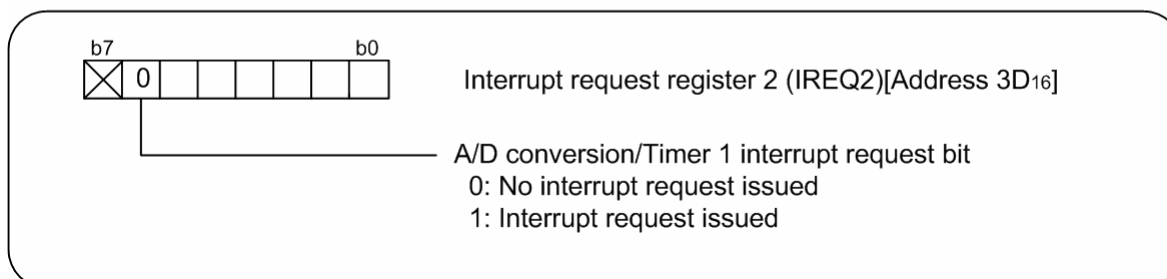 b7 b0
0
Interrupt request register 2 (IREQ2)[Address 3D16]
A/D conversion/Timer 1 interrupt request bit
0: No interrupt request issued
1: Interrupt request issued